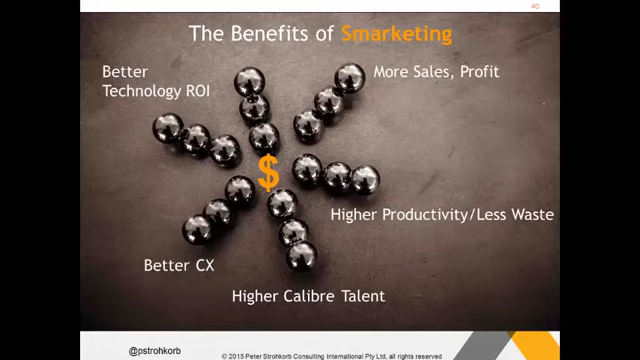 40
The Benefits of Smarketing
Better
Technology ROI
More Sales, Profit
$
Higher Productivity/Less Waste
Better CX
Higher Calibre Talent
@pstrohkorb
© 2015 Peter Strohkorb Consulting International Pty Ltd, all rights reserved